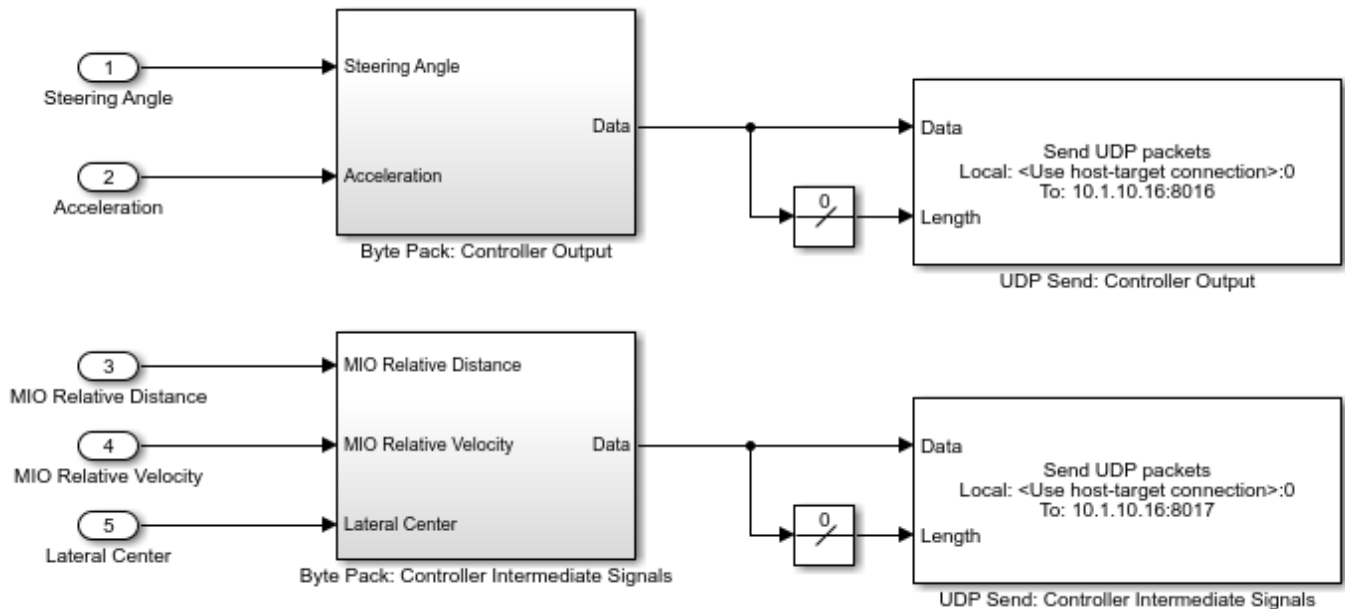 1
Steering Angle
2
Acceleration
Steering Angle
Acceleration
Data
Byte Pack: Controller Output
0
Data
Send UDP packets
Local: <Use host-target connection>:0
To: 10.1.10.16:8016
Length
UDP Send: Controller Output
3
MIO Relative Distance
4
MIO Relative Velocity
5
Lateral Center
MIO Relative Distance
MIO Relative Velocity
Data
Lateral Center
Byte Pack: Controller Intermediate Signals
0
Data
Send UDP packets
Local: <Use host-target connection>:0
To: 10.1.10.16:8017
Length
UDP Send: Controller Intermediate Signals